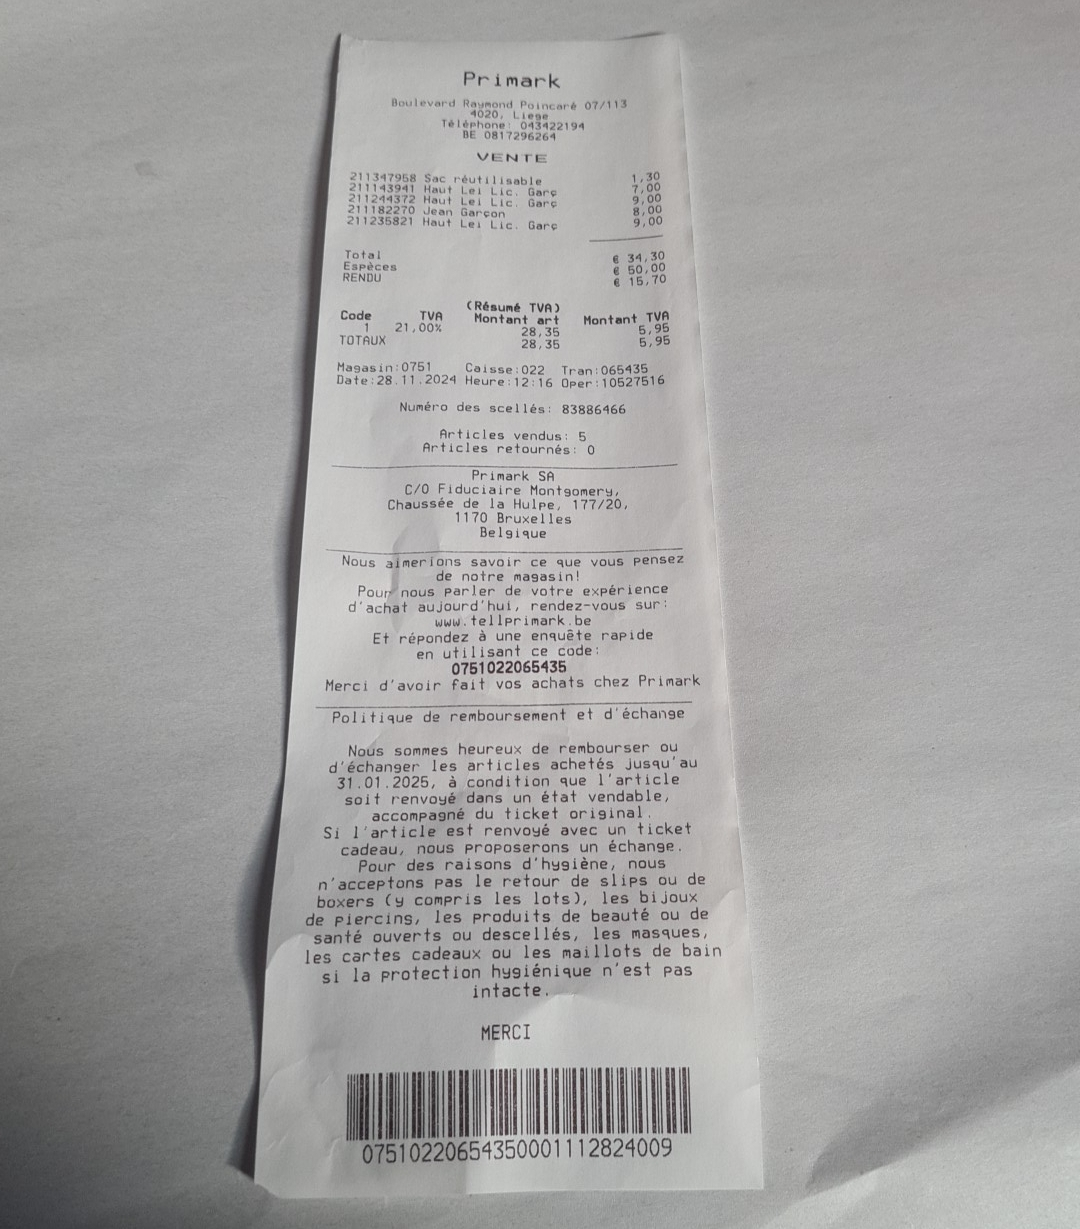 Primark
Boulevard Raymond Poincaré 07/113
4020, Liege
Téléphone: 043422194
BE 0817296264
VENTE
211347958 Sac réutilisable 1,30
211143941 Haut Lei Lic. Garç 7,00
211244372 Haut Lei Lic. Garç 9,00
211182270 Jean Garçon 8,00
211235821 Haut Lei Lic. Garç 9,00
Total € 34,30
Espèces € 50,00
RENDU € 15,70
(Résumé TVA)
Code TVA Montant art Montant TVA
1 21,00% 28,35 5,95
TOTAUX 28,35 5,95
Magasin:0751 Caisse:022 Tran:065435
Date:28.11.2024 Heure:12:16 Oper:10527516
Numéro des scellés: 83886466
Articles vendus: 5
Articles retournés: 0
Primark SA
C/O Fiduciaire Montgomery,
Chaussée de la Hulpe, 177/20,
1170 Bruxelles
Belgique
Nous aimerions savoir ce que vous pensez
de notre magasin!
Pour nous parler de votre expérience
d'achat aujourd'hui, rendez-vous sur:
www.tellprimark.be
Et répondez à une enquête rapide
en utilisant ce code:
0751022065435
Merci d'avoir fait vos achats chez Primark
Politique de remboursement et d'échange
Nous sommes heureux de rembourser ou
d'échanger les articles achetés jusqu'au
31.01.2025, à condition que l'article
soit renvoyé dans un état vendable,
accompagné du ticket original.
Si l'article est renvoyé avec un ticket
cadeau, nous proposerons un échange.
Pour des raisons d'hygiène, nous
n'acceptons pas le retour de slips ou de
boxers (y compris les lots), les bijoux
de piercings, les produits de beauté ou de
santé ouverts ou descellés, les masques,
les cartes cadeaux ou les maillots de bain
si la protection hygiénique n'est pas
intacte.
MERCI
07510220654350001112824009